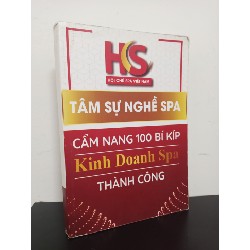 HCS
HỘI CHỦ SPA VIỆT NAM
TÂM SỰ NGHỀ SPA
CẨM NANG 100 BÍ KÍP
Kinh Doanh Spa
THÀNH CÔNG